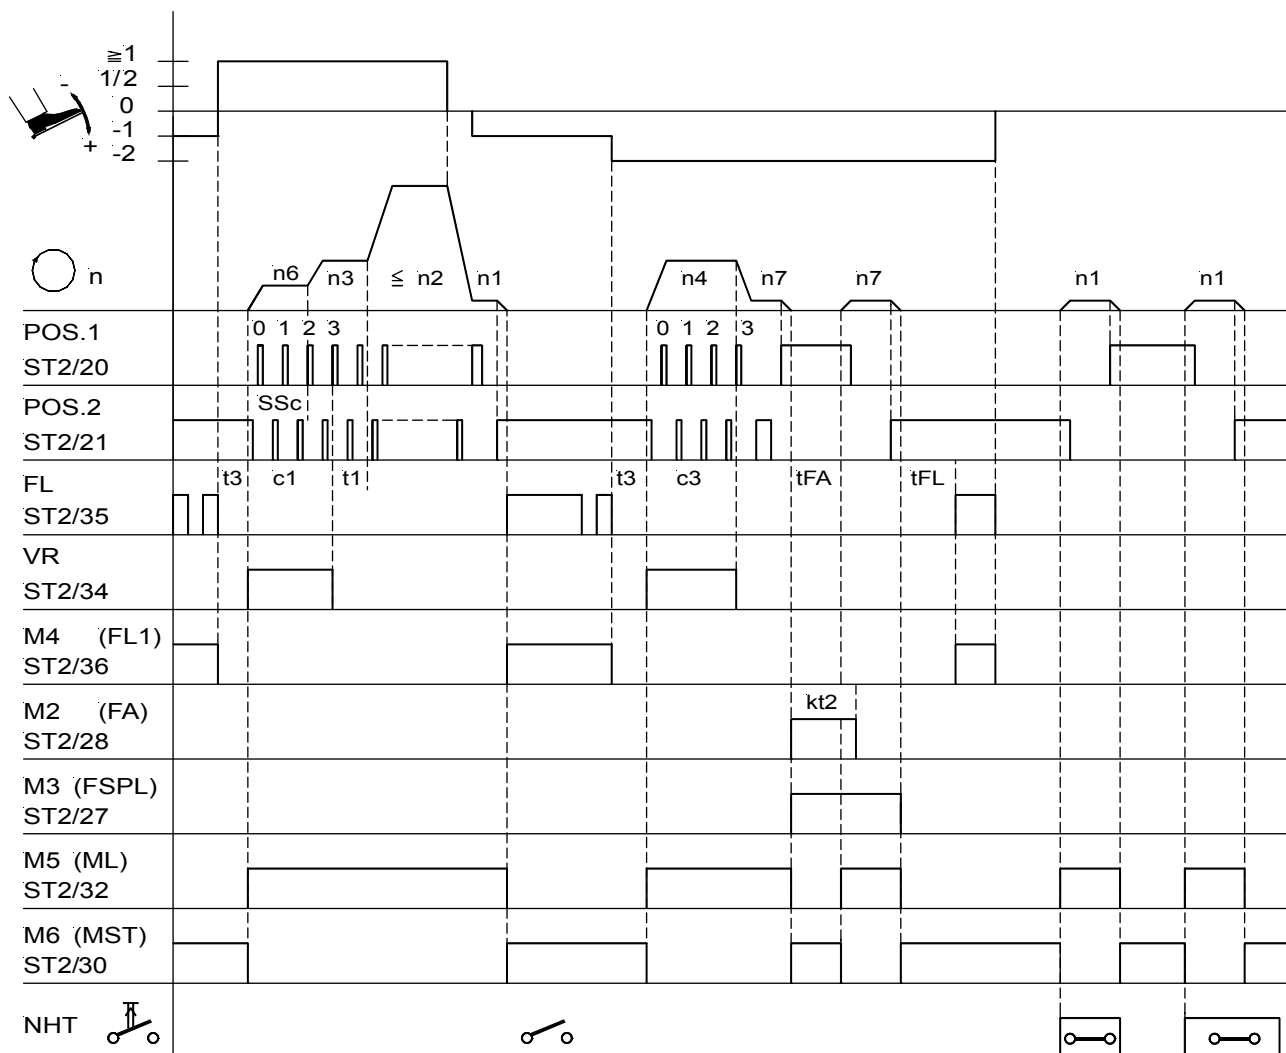 ≧1
1/2
0
-1
-2
-
+
n
n6
n3
≦ n2
n1
n4
n7
n7
n1
n1
POS.1
ST2/20
0 1 2 3
0 1 2 3
POS.2
ST2/21
SSc
FL
ST2/35
t3
c1
t1
t3
c3
tFA
tFL
VR
ST2/34
M4 (FL1)
ST2/36
M2 (FA)
ST2/28
kt2
M3 (FSPL)
ST2/27
M5 (ML)
ST2/32
M6 (MST)
ST2/30
NHT